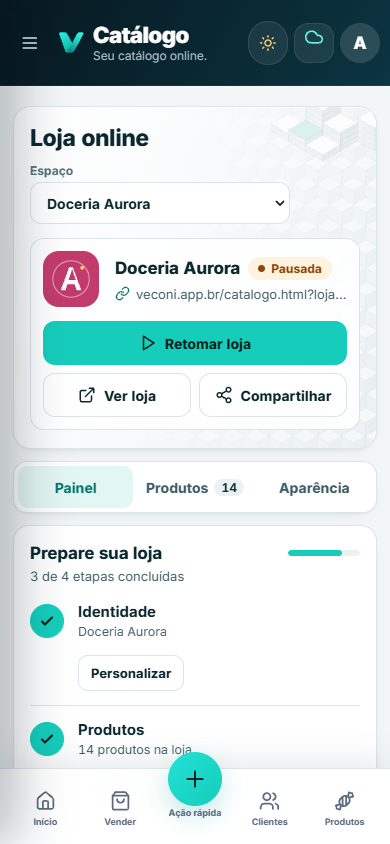 Catálogo
Seu catálogo online.
A
Loja online
Espaço
Doceria Aurora
A
Doceria Aurora
Pausada
veconi.app.br/catalogo.html?loja...
Retomar loja
Ver loja
Compartilhar
Painel
Produtos 14
Aparência
Prepare sua loja
3 de 4 etapas concluídas
Identidade
Doceria Aurora
Personalizar
Produtos
14 produtos na loja
Início
Vender
Ação rápida
Clientes
Produtos